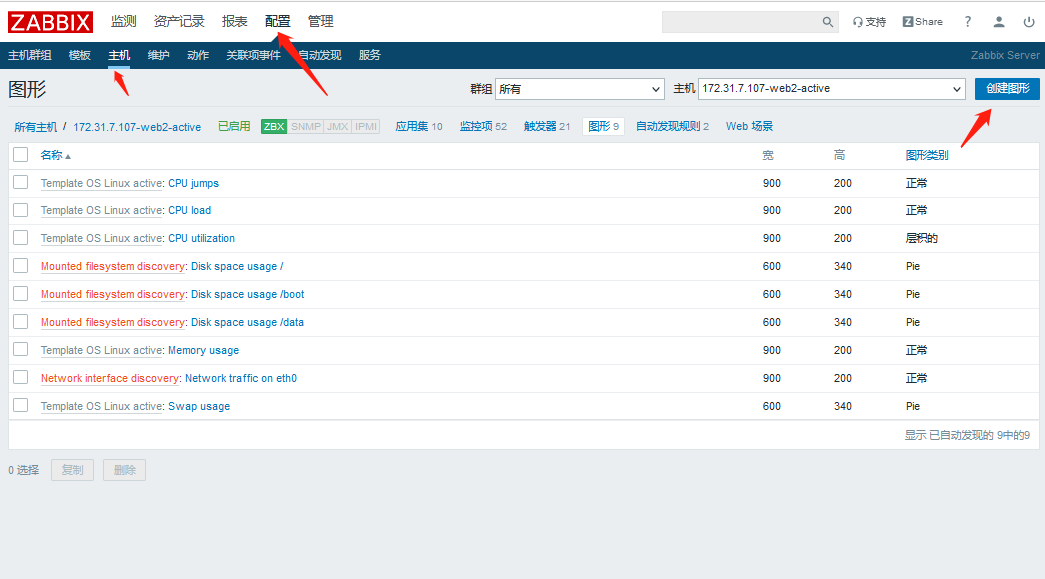 ZABBIX 监测 资产记录 报表 配置 管理 支持 Z Share ?
主机群组 模板 主机 维护 动作 关联项事件 自动发现 服务 Zabbix Server
图形 群组 所有 主机 172.31.7.107-web2-active 创建图形
所有主机 / 172.31.7.107-web2-active 已启用 ZBX SNMP JMX IPMI 应用集 10 监控项 52 触发器 21 图形 9 自动发现规则 2 Web 场景
名称 宽 高 图形类别
Template OS Linux active: CPU jumps 900 200 正常
Template OS Linux active: CPU load 900 200 正常
Template OS Linux active: CPU utilization 900 200 层积的
Mounted filesystem discovery: Disk space usage / 600 340 Pie
Mounted filesystem discovery: Disk space usage /boot 600 340 Pie
Mounted filesystem discovery: Disk space usage /data 600 340 Pie
Template OS Linux active: Memory usage 900 200 正常
Network interface discovery: Network traffic on eth0 900 200 正常
Template OS Linux active: Swap usage 600 340 Pie
显示 已自动发现的 9中的9
0 选择 复制 删除